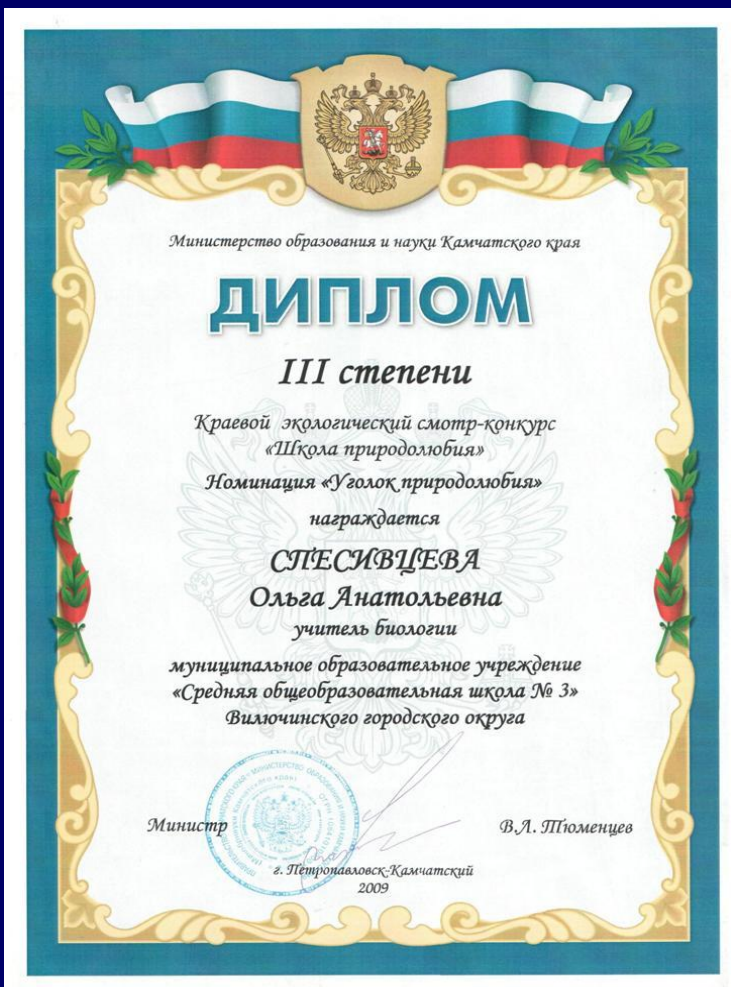 Министерство образования и науки Камчатского края
ДИПЛОМ
III степени
Краевой экологический смотр-конкурс
«Школа природолюбия»
Номинация «Уголок природолюбия»
награждается
СПЕСИВЦЕВА
Ольга Анатольевна
учитель биологии
муниципальное образовательное учреждение
«Средняя общеобразовательная школа № 3»
Вилючинского городского округа
Министр
В.Л. Тюменцев
г. Петропавловск-Камчатский
2009